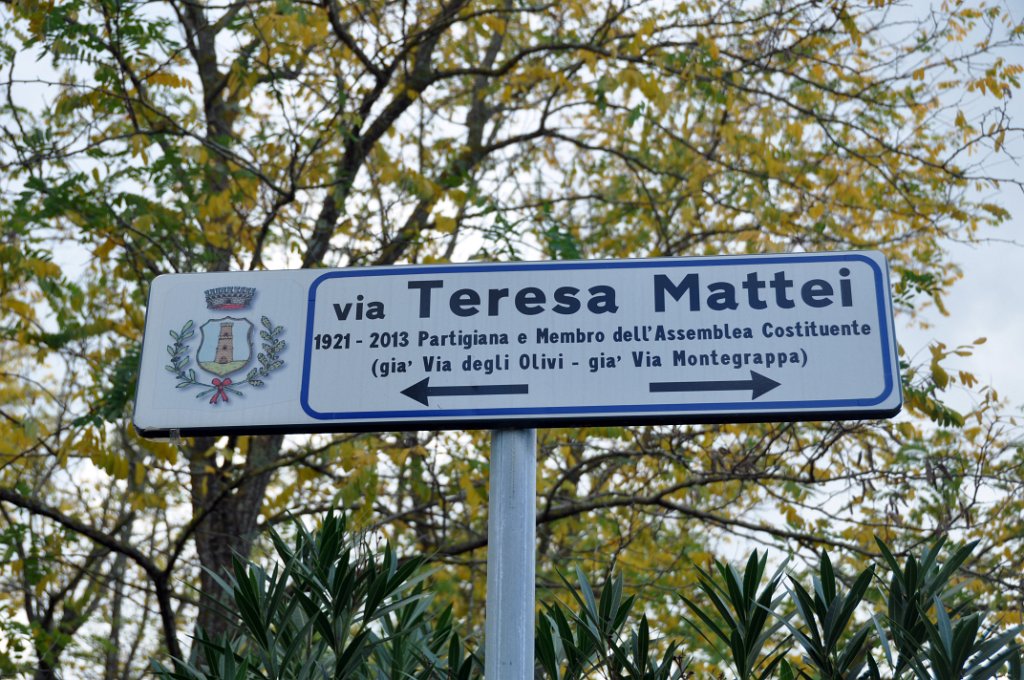 via Teresa Mattei
1921 - 2013 Partigiana e Membro dell'Assemblea Costituente
(gia' Via degli Olivi - gia' Via Montegrappa)